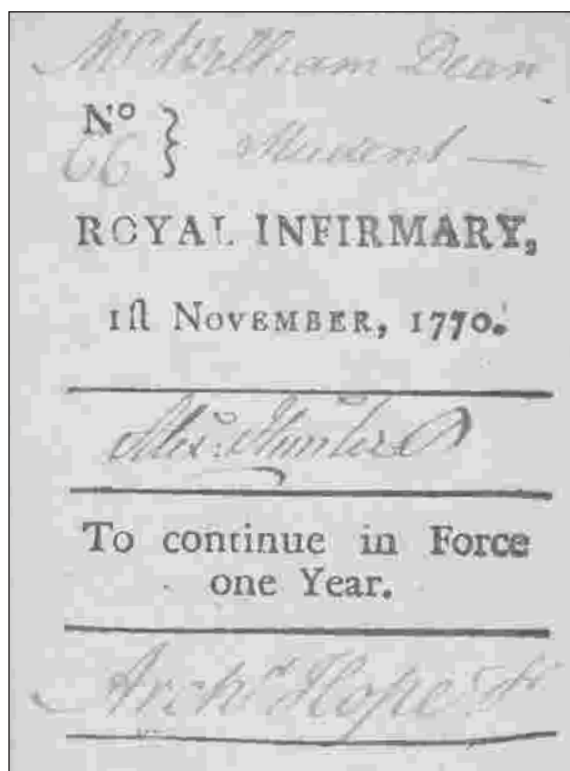 Mr William Dean
No
66 } Student —
ROYAL INFIRMARY,
1ſt NOVEMBER, 1770.
Alexr. Hunter
To continue in Force
one Year.
Archd Hope